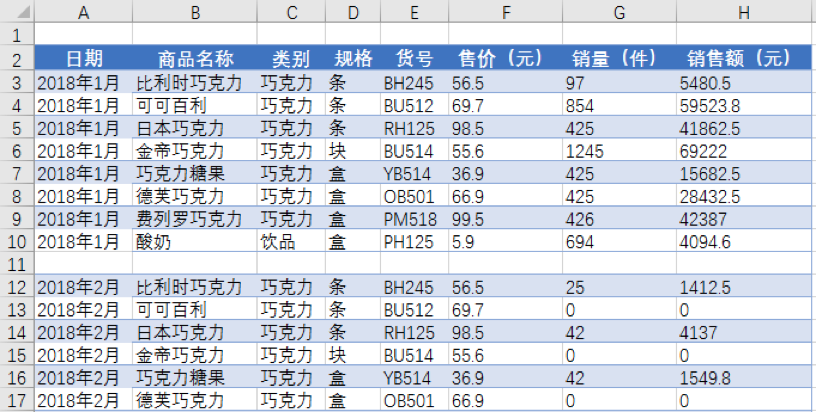 A B C D E F G H
1
2 日期 商品名称 类别 规格 货号 售价（元） 销量（件） 销售额（元）
3 2018年1月 比利时巧克力 巧克力 条 BH245 56.5 97 5480.5
4 2018年1月 可可百利 巧克力 条 BU512 69.7 854 59523.8
5 2018年1月 日本巧克力 巧克力 条 RH125 98.5 425 41862.5
6 2018年1月 金帝巧克力 巧克力 块 BU514 55.6 1245 69222
7 2018年1月 巧克力糖果 巧克力 盒 YB514 36.9 425 15682.5
8 2018年1月 德芙巧克力 巧克力 盒 OB501 66.9 425 28432.5
9 2018年1月 费列罗巧克力 巧克力 盒 PM518 99.5 426 42387
10 2018年1月 酸奶 饮品 盒 PH125 5.9 694 4094.6
11
12 2018年2月 比利时巧克力 巧克力 条 BH245 56.5 25 1412.5
13 2018年2月 可可百利 巧克力 条 BU512 69.7 0 0
14 2018年2月 日本巧克力 巧克力 条 RH125 98.5 42 4137
15 2018年2月 金帝巧克力 巧克力 块 BU514 55.6 0 0
16 2018年2月 巧克力糖果 巧克力 盒 YB514 36.9 42 1549.8
17 2018年2月 德芙巧克力 巧克力 盒 OB501 66.9 0 0